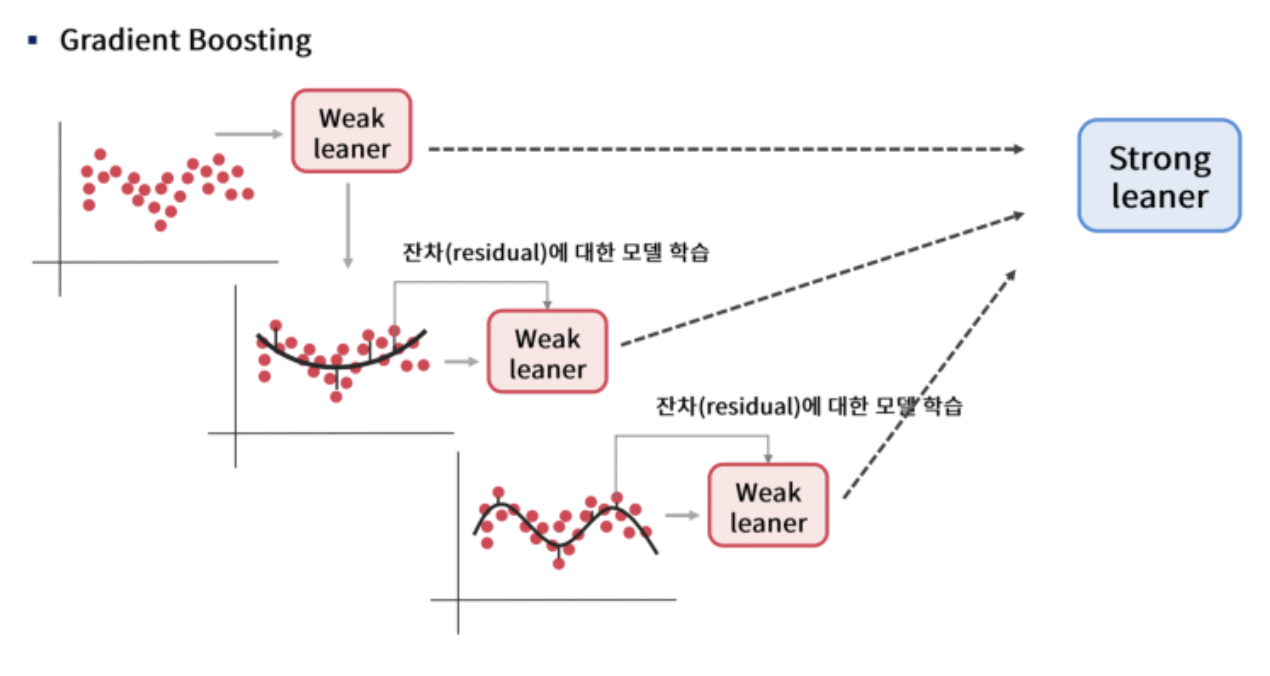 ▪ Gradient Boosting
Weak
leaner
Strong
leaner
잔차(residual)에 대한 모델 학습
Weak
leaner
잔차(residual)에 대한 모델 학습
Weak
leaner